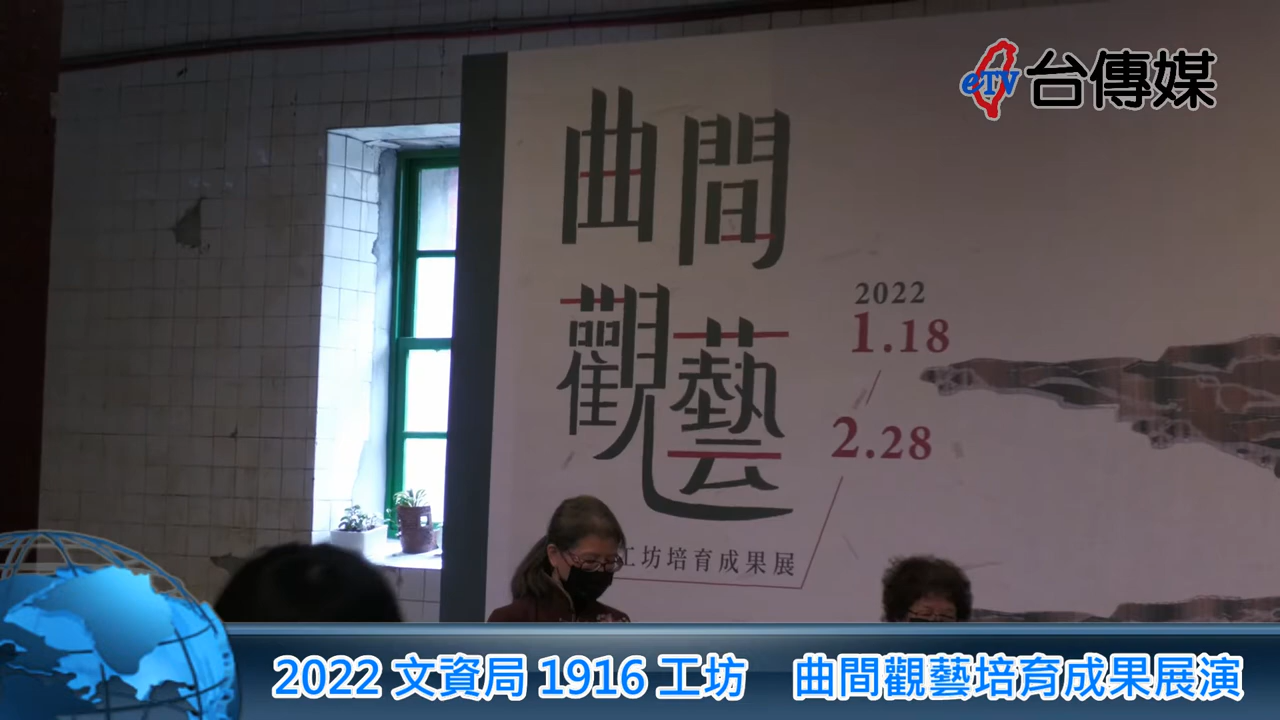 eTV 台傳媒
曲間
觀藝
2022
1.18
2.28
工坊培育成果展
2022 文資局 1916 工坊 曲間觀藝培育成果展演